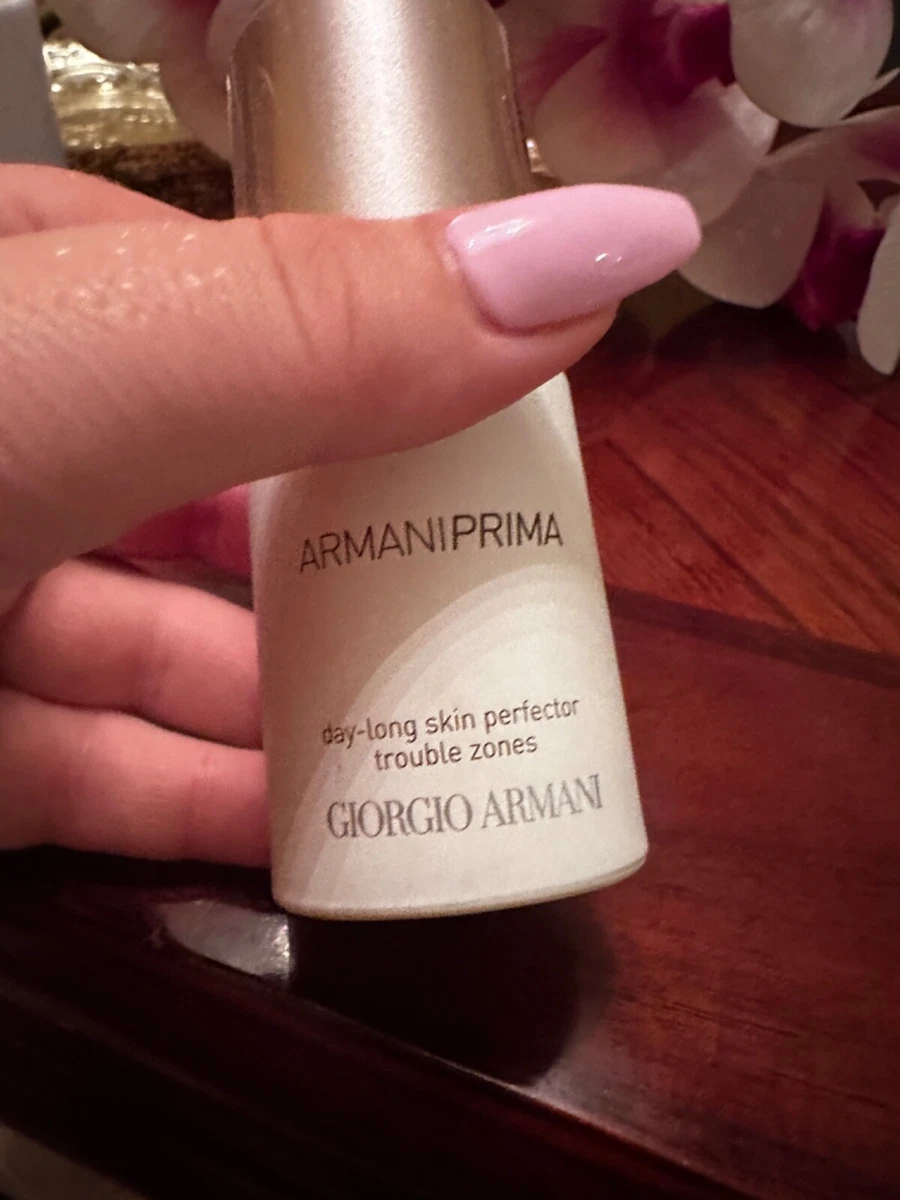 ARMANIPRIMA
day-long skin perfector
trouble zones
GIORGIO ARMANI